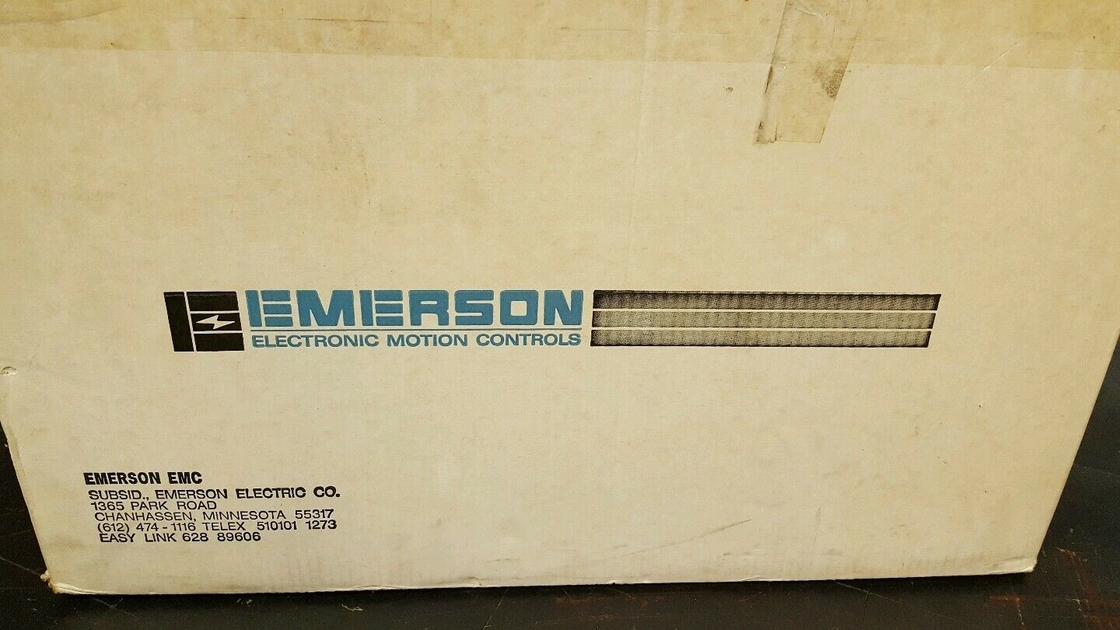 EMERSON
ELECTRONIC MOTION CONTROLS
EMERSON EMC
SUBSID., EMERSON ELECTRIC CO.
1365 PARK ROAD
CHANHASSEN, MINNESOTA 55317
(612) 474-1116 TELEX 510101 1273
EASY LINK 628 89606